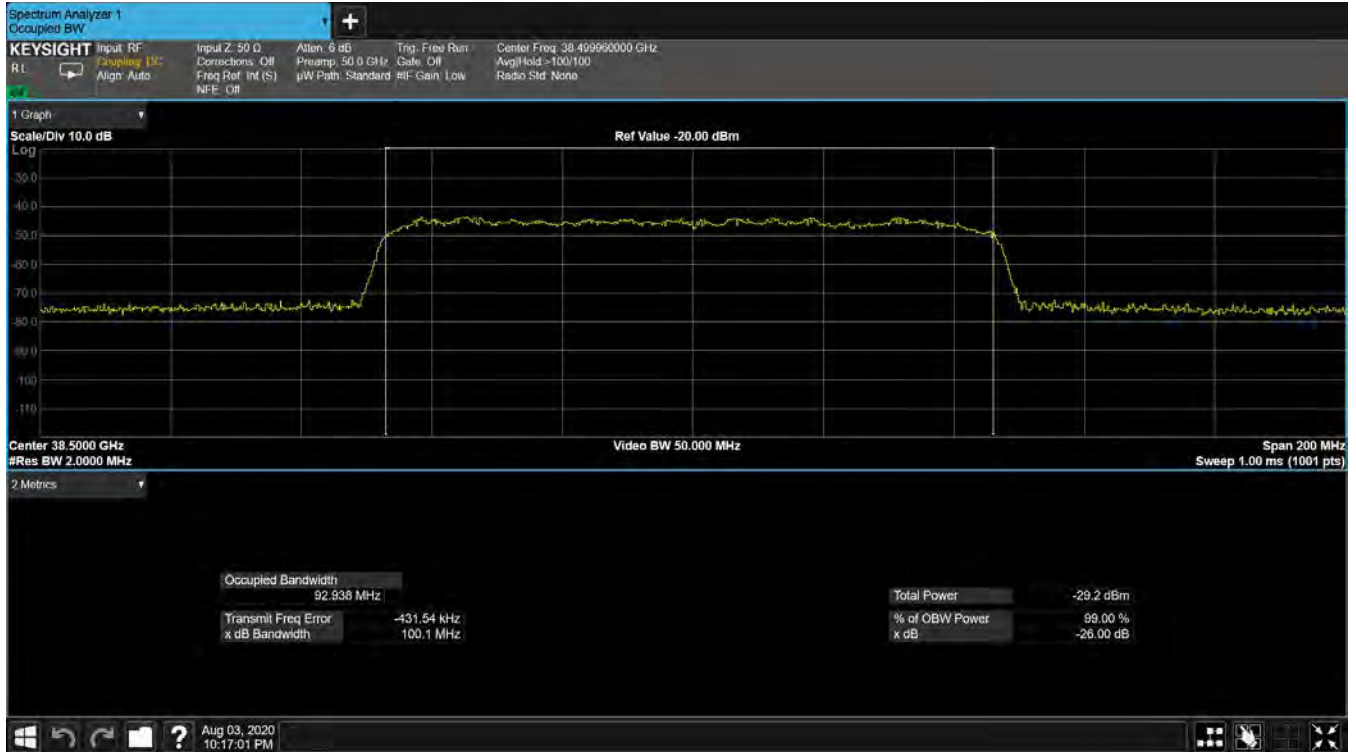 Spectrum Analyzer 1
Occupied BW
+
KEYSIGHT Input: RF Input Z: 50 Ω Atten: 6 dB Trig: Free Run Center Freq: 38.499960000 GHz
RL Coupling: DC Corrections: Off Preamp: 50.0 GHz Gate: Off Avg|Hold:>100/100
Align: Auto Freq Ref: Int (S) µW Path: Standard #IF Gain: Low Radio Std: None
NFE: Off
1 Graph
Scale/Div 10.0 dB Ref Value -20.00 dBm
Log
-30.0
-40.0
-50.0
-60.0
-70.0
-80.0
-90.0
-100
-110
Center 38.5000 GHz Video BW 50.000 MHz Span 200 MHz
#Res BW 2.0000 MHz Sweep 1.00 ms (1001 pts)
2 Metrics
Occupied Bandwidth
92.938 MHz Total Power -29.2 dBm
Transmit Freq Error -431.54 kHz % of OBW Power 99.00 %
x dB Bandwidth 100.1 MHz x dB -26.00 dB
? Aug 03, 2020
10:17:01 PM